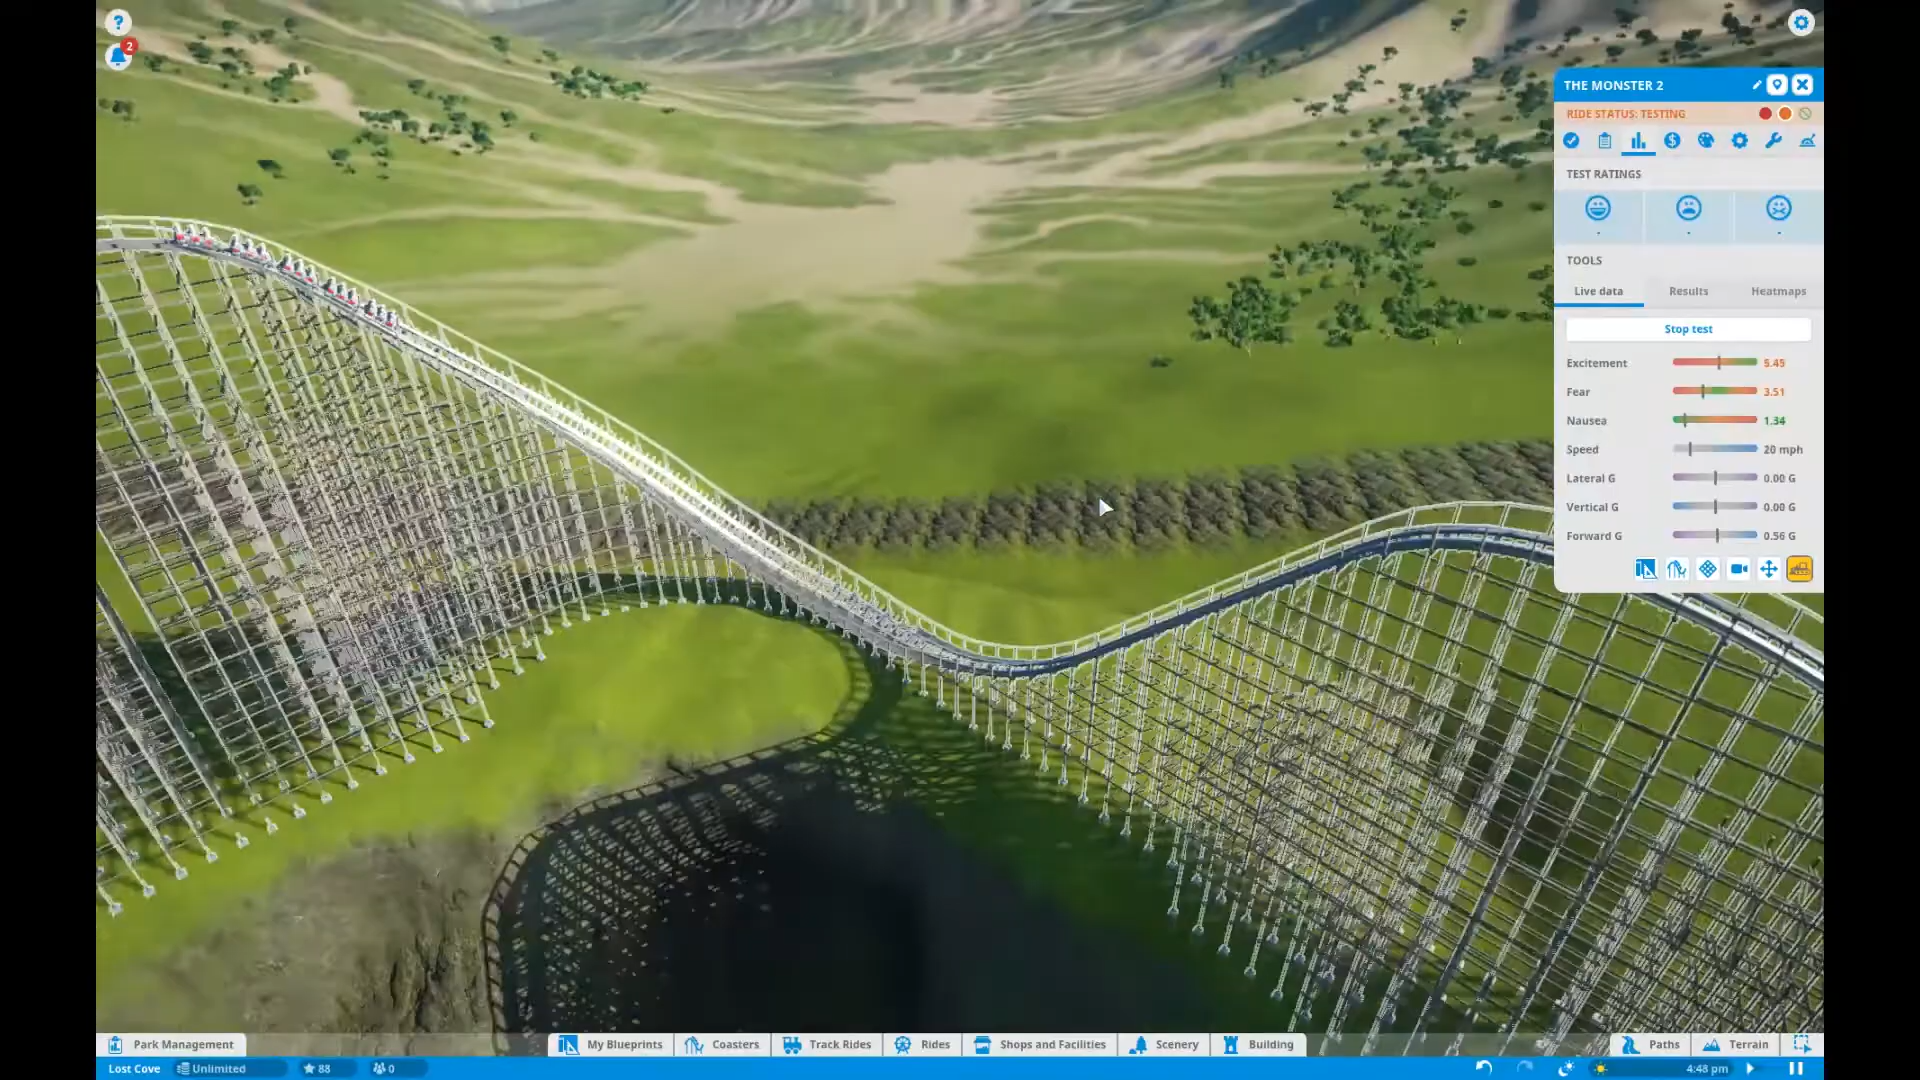 ?
2
THE MONSTER 2
RIDE STATUS: TESTING
TEST RATINGS
- - -
TOOLS
Live data Results Heatmaps
Stop test
Excitement 5.45
Fear 3.51
Nausea 1.34
Speed 20 mph
Lateral G 0.00 G
Vertical G 0.00 G
Forward G 0.56 G
Park Management My Blueprints Coasters Track Rides Rides Shops and Facilities Scenery Building Paths Terrain
Lost Cove Unlimited 88 0 4:48 pm